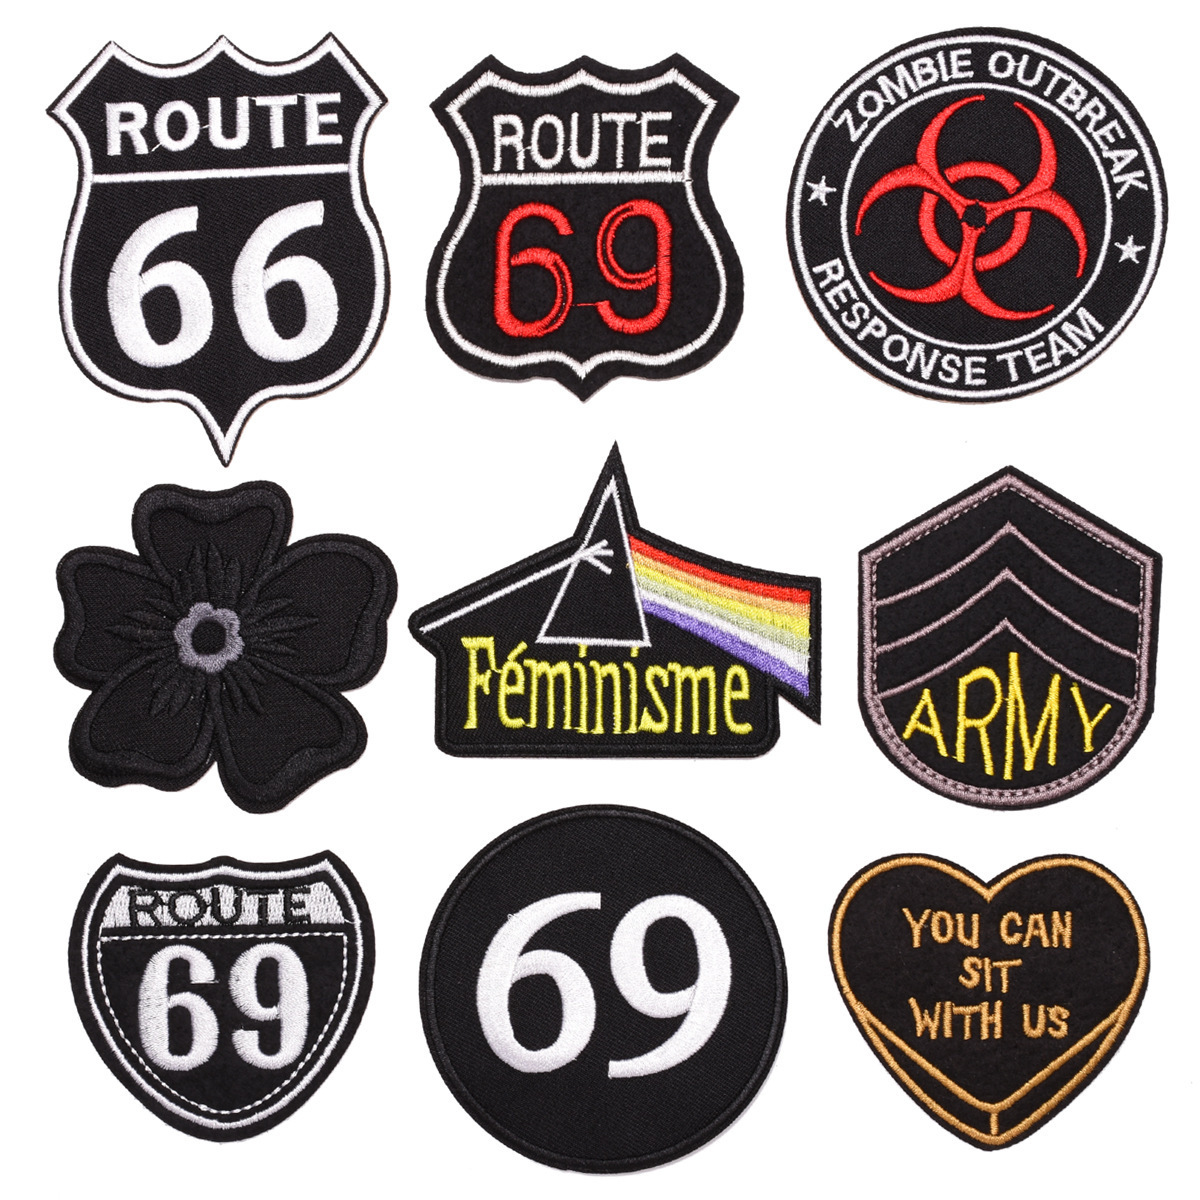 ROUTE
66
ROUTE
69
ZOMBIE OUTBREAK
RESPONSE TEAM
Féminisme
ARMY
ROUTE
69
69
YOU CAN
SIT
WITH US